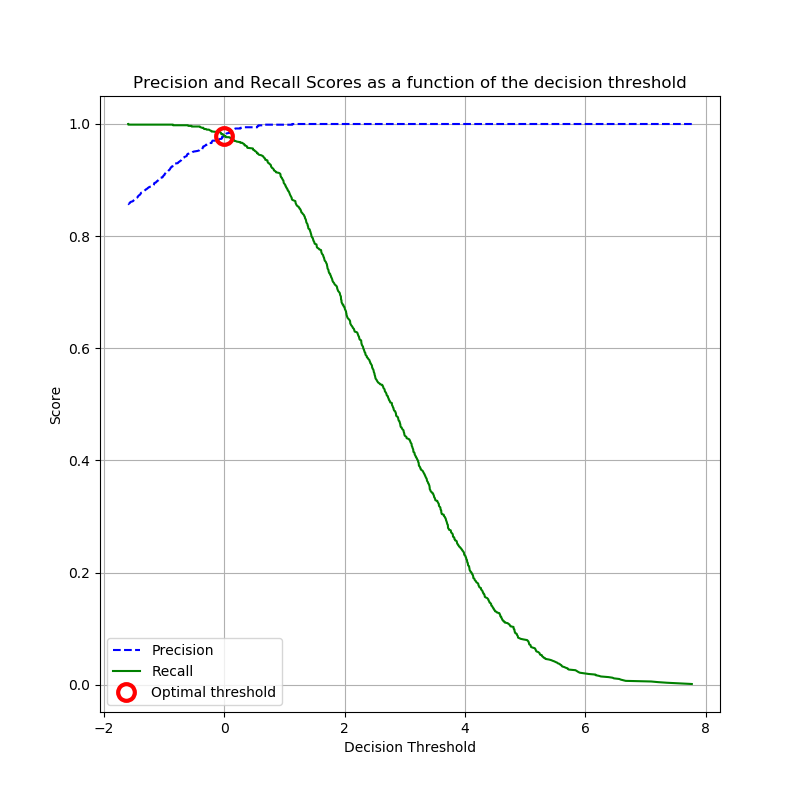 Precision and Recall Scores as a function of the decision threshold
1.0
0.8
0.6
0.4
0.2
0.0
Score
Precision
Recall
Optimal threshold
−2
0
2
4
6
8
Decision Threshold